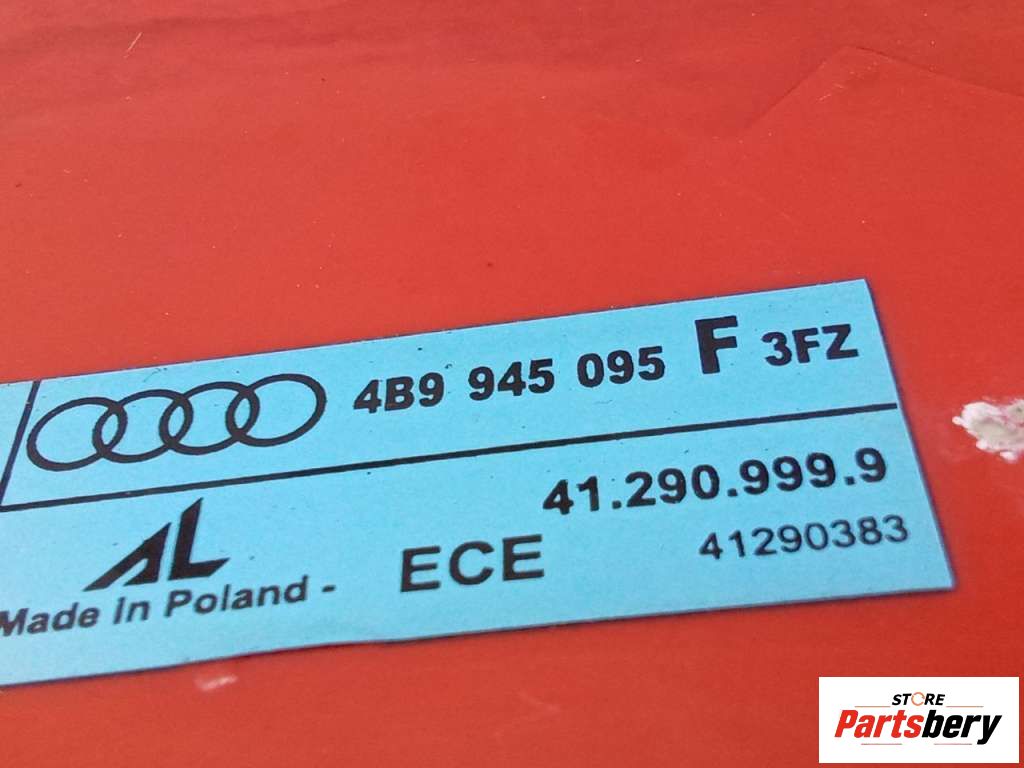 4B9 945 095 F 3FZ
41.290.999.9
AL
Made in Poland - ECE 41290383
STORE
Partsbery